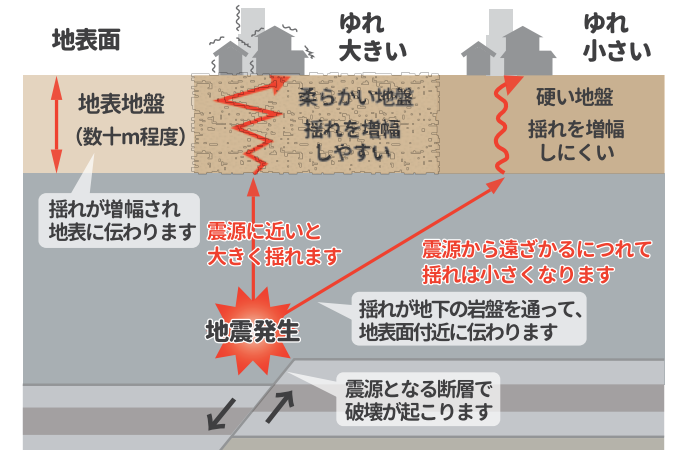 地表面
ゆれ
大きい
ゆれ
小さい
地表地盤
（数十m程度）
柔らかい地盤
揺れを増幅
しやすい
硬い地盤
揺れを増幅
しにくい
揺れが増幅され
地表に伝わります
震源に近いと
大きく揺れます
震源から遠ざかるにつれて
揺れは小さくなります
地震発生
揺れが地下の岩盤を通って、
地表面付近に伝わります
震源となる断層で
破壊が起こります